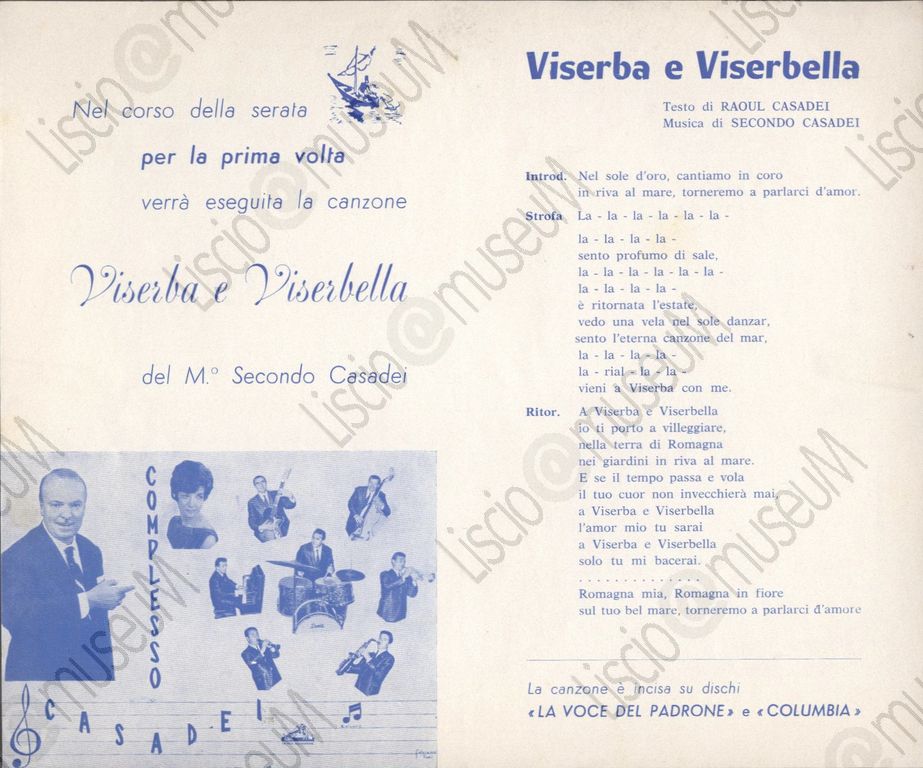 Nel corso della serata
per la prima volta
verrà eseguita la canzone
Viserba e Viserbella
del M.º Secondo Casadei
COMPLESSO
CASADEI
Viserba e Viserbella
Testo di RAOUL CASADEI
Musica di SECONDO CASADEI
Introd. Nel sole d'oro, cantiamo in coro
in riva al mare, torneremo a parlarci d'amor.
Strofa La - la - la - la - la - la -
la - la - la - la -
sento profumo di sale,
la - la - la - la - la - la -
la - la - la - la -
è ritornata l'estate,
vedo una vela nel sole danzar,
sento l'eterna canzone del mar,
la - la - la - la -
la - rial - la - la -
vieni a Viserba con me.
Ritor. A Viserba e Viserbella
io ti porto a villeggiare,
nella terra di Romagna
nei giardini in riva al mare.
E se il tempo passa e vola
il tuo cuor non invecchierà mai,
a Viserba e Viserbella
l'amor mio tu sarai
a Viserba e Viserbella
solo tu mi bacerai.
. . . . . . . . . . . . . .
Romagna mia, Romagna in fiore
sul tuo bel mare, torneremo a parlarci d'amore
La canzone è incisa su dischi
«LA VOCE DEL PADRONE» e «COLUMBIA»
Liscio@museuM
Liscio@museuM
Liscio@museuM
Liscio@museuM